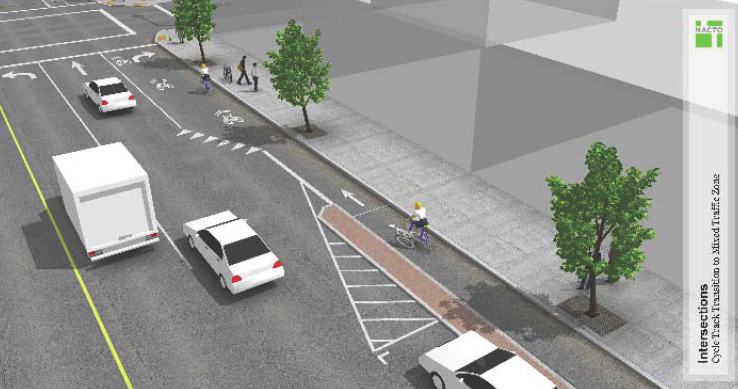 NACTO
Intersections
Cycle Track Transition to Mixed Traffic Zone